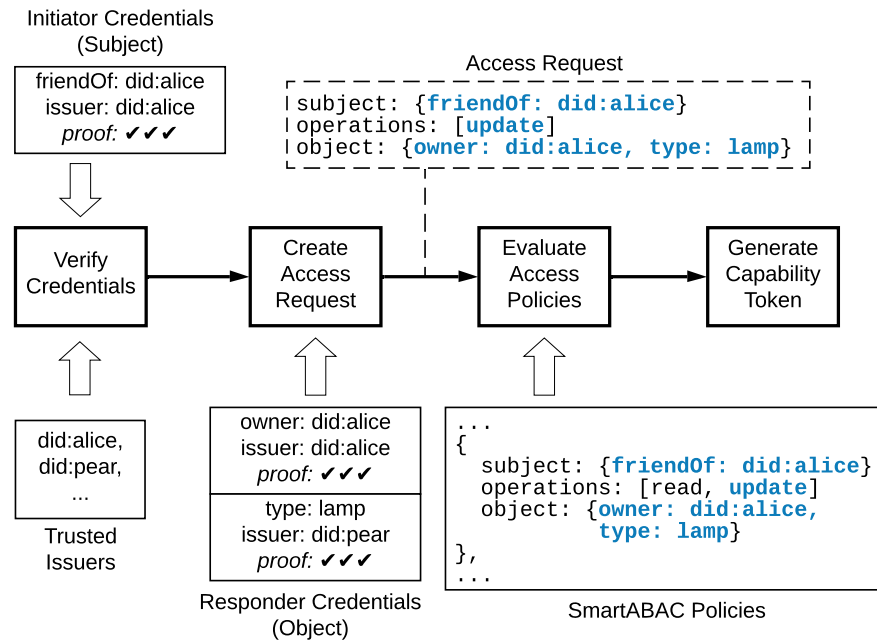 Initiator Credentials
(Subject)
friendOf: did:alice
issuer: did:alice
proof: ✔✔✔
Access Request
subject: {friendOf: did:alice}
operations: [update]
object: {owner: did:alice, type: lamp}
Verify
Credentials
Create
Access
Request
Evaluate
Access
Policies
Generate
Capability
Token
did:alice,
did:pear,
...
Trusted
Issuers
owner: did:alice
issuer: did:alice
proof: ✔✔✔
type: lamp
issuer: did:pear
proof: ✔✔✔
Responder Credentials
(Object)
...
{
subject: {friendOf: did:alice}
operations: [read, update]
object: {owner: did:alice,
type: lamp}
},
...
SmartABAC Policies